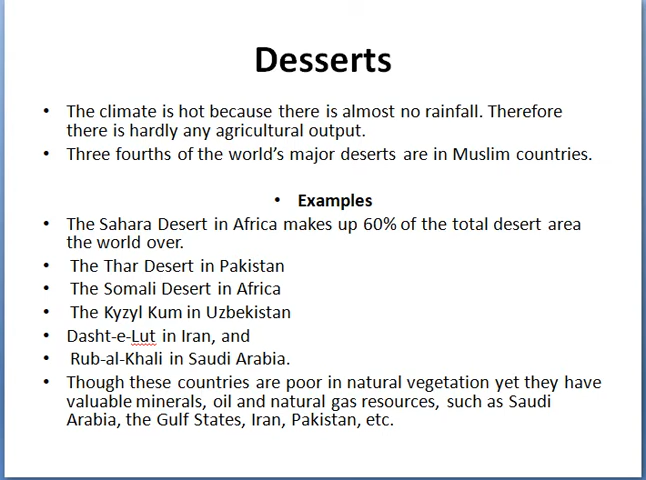 Desserts
• The climate is hot because there is almost no rainfall. Therefore
there is hardly any agricultural output.
• Three fourths of the world’s major deserts are in Muslim countries.
• Examples
• The Sahara Desert in Africa makes up 60% of the total desert area
the world over.
• The Thar Desert in Pakistan
• The Somali Desert in Africa
• The Kyzyl Kum in Uzbekistan
• Dasht-e-Lut in Iran, and
• Rub-al-Khali in Saudi Arabia.
• Though these countries are poor in natural vegetation yet they have
valuable minerals, oil and natural gas resources, such as Saudi
Arabia, the Gulf States, Iran, Pakistan, etc.